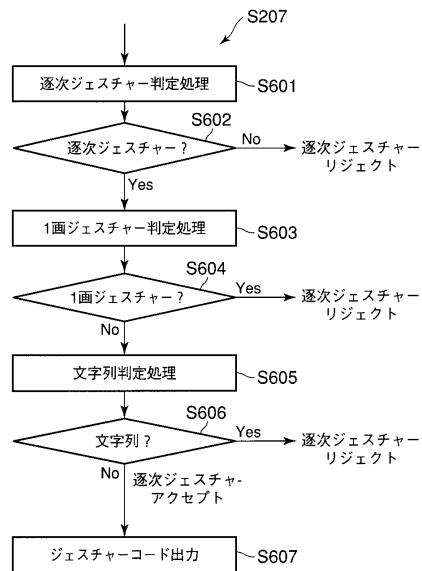 S207
逐次ジェスチャー判定処理
S601
S602
逐次ジェスチャー?
No
逐次ジェスチャー
リジェクト
Yes
1画ジェスチャー判定処理
S603
S604
1画ジェスチャー?
Yes
逐次ジェスチャー
リジェクト
No
文字列判定処理
S605
S606
文字列?
Yes
逐次ジェスチャー
リジェクト
No
逐次ジェスチャ-
アクセプト
ジェスチャーコード出力
S607